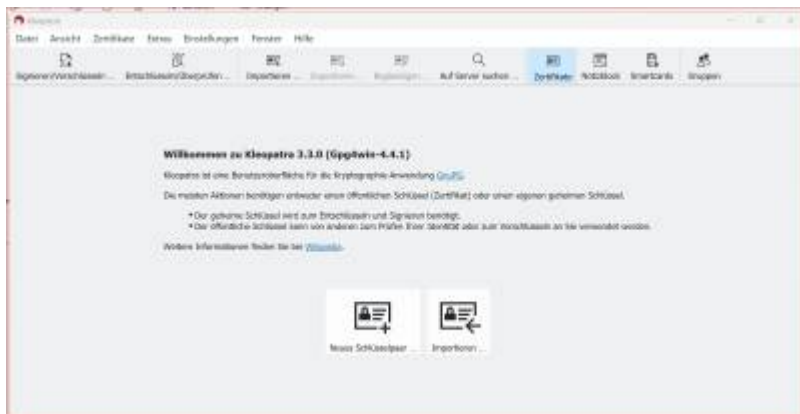 Kleopatra
Datei Ansicht Zertifikate Extras Einstellungen Fenster Hilfe
Signieren/Verschlüsseln... Entschlüsseln/Überprüfen... Importieren... Exportieren... Beglaubigen... Auf Server suchen... Zertifikate Notizblock Smartcards Gruppen
Willkommen zu Kleopatra 3.3.0 (Gpg4win-4.4.1)
Kleopatra ist eine Benutzeroberfläche für die Kryptographie-Anwendung GnuPG.
Die meisten Aktionen benötigen entweder einen öffentlichen Schlüssel (Zertifikat) oder einen eigenen geheimen Schlüssel.
• Der geheime Schlüssel wird zum Entschlüsseln und Signieren benötigt.
• Der öffentliche Schlüssel kann von anderen zum Prüfen Ihrer Identität oder zum Verschlüsseln an Sie verwendet werden.
Weitere Informationen finden Sie bei Wikipedia.
Neues Schlüsselpaar... Importieren...